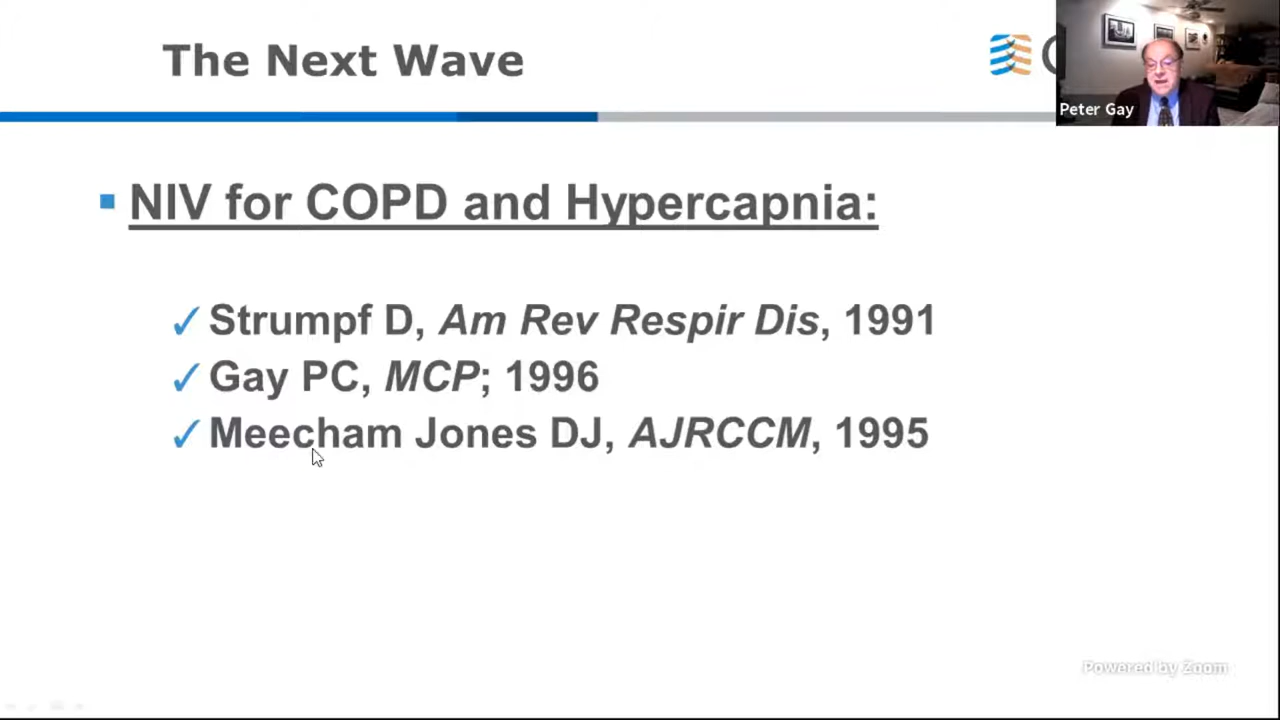 The Next Wave
Peter Gay
NIV for COPD and Hypercapnia:
✓ Strumpf D, Am Rev Respir Dis, 1991
✓ Gay PC, MCP; 1996
✓ Meecham Jones DJ, AJRCCM, 1995
Powered by Zoom